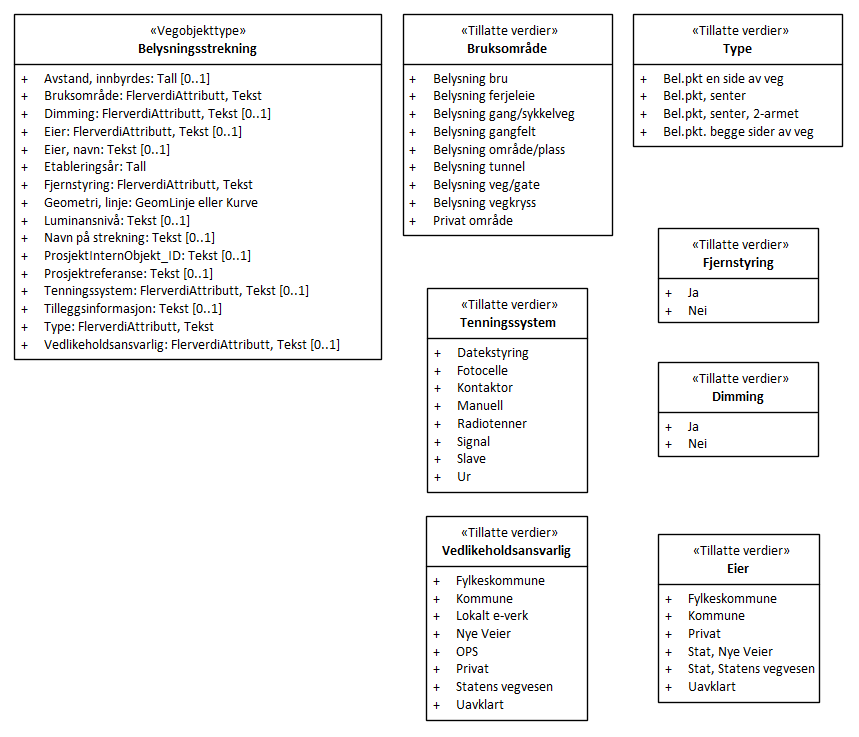 «Vegobjekttype»
Belysningsstrekning
+ Avstand, innbyrdes: Tall [0..1]
+ Bruksområde: FlerverdiAttributt, Tekst
+ Dimming: FlerverdiAttributt, Tekst [0..1]
+ Eier: FlerverdiAttributt, Tekst [0..1]
+ Eier, navn: Tekst [0..1]
+ Etableringsår: Tall
+ Fjernstyring: FlerverdiAttributt, Tekst
+ Geometri, linje: GeomLinje eller Kurve
+ Luminansnivå: Tekst [0..1]
+ Navn på strekning: Tekst [0..1]
+ ProsjektInternObjekt_ID: Tekst [0..1]
+ Prosjektreferanse: Tekst [0..1]
+ Tenningssystem: FlerverdiAttributt, Tekst [0..1]
+ Tilleggsinformasjon: Tekst [0..1]
+ Type: FlerverdiAttributt, Tekst
+ Vedlikeholdsansvarlig: FlerverdiAttributt, Tekst [0..1]
«Tillatte verdier»
Bruksområde
+ Belysning bru
+ Belysning ferjeleie
+ Belysning gang/sykkelveg
+ Belysning gangfelt
+ Belysning område/plass
+ Belysning tunnel
+ Belysning veg/gate
+ Belysning vegkryss
+ Privat område
«Tillatte verdier»
Type
+ Bel.pkt en side av veg
+ Bel.pkt, senter
+ Bel.pkt, senter, 2-armet
+ Bel.pkt. begge sider av veg
«Tillatte verdier»
Fjernstyring
+ Ja
+ Nei
«Tillatte verdier»
Tenningssystem
+ Datekstyring
+ Fotocelle
+ Kontaktor
+ Manuell
+ Radiotenner
+ Signal
+ Slave
+ Ur
«Tillatte verdier»
Dimming
+ Ja
+ Nei
«Tillatte verdier»
Vedlikeholdsansvarlig
+ Fylkeskommune
+ Kommune
+ Lokalt e-verk
+ Nye Veier
+ OPS
+ Privat
+ Statens vegvesen
+ Uavklart
«Tillatte verdier»
Eier
+ Fylkeskommune
+ Kommune
+ Privat
+ Stat, Nye Veier
+ Stat, Statens vegvesen
+ Uavklart